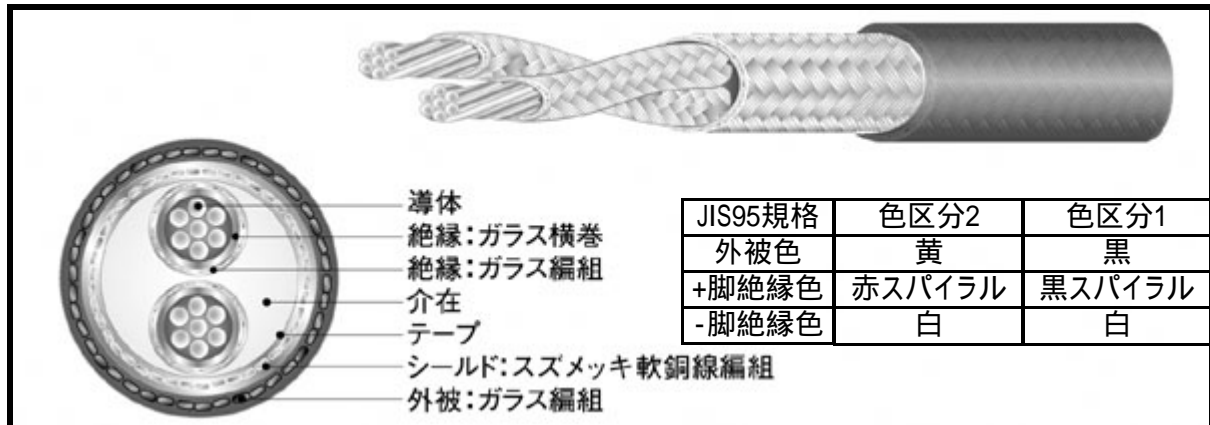 導体
絶縁：ガラス横巻
絶縁：ガラス編組
介在
テープ
シールド：スズメッキ軟銅線編組
外被：ガラス編組
JIS95規格 色区分2 色区分1
外被色 黄 黒
+脚絶縁色 赤スパイラル 黒スパイラル
-脚絶縁色 白 白